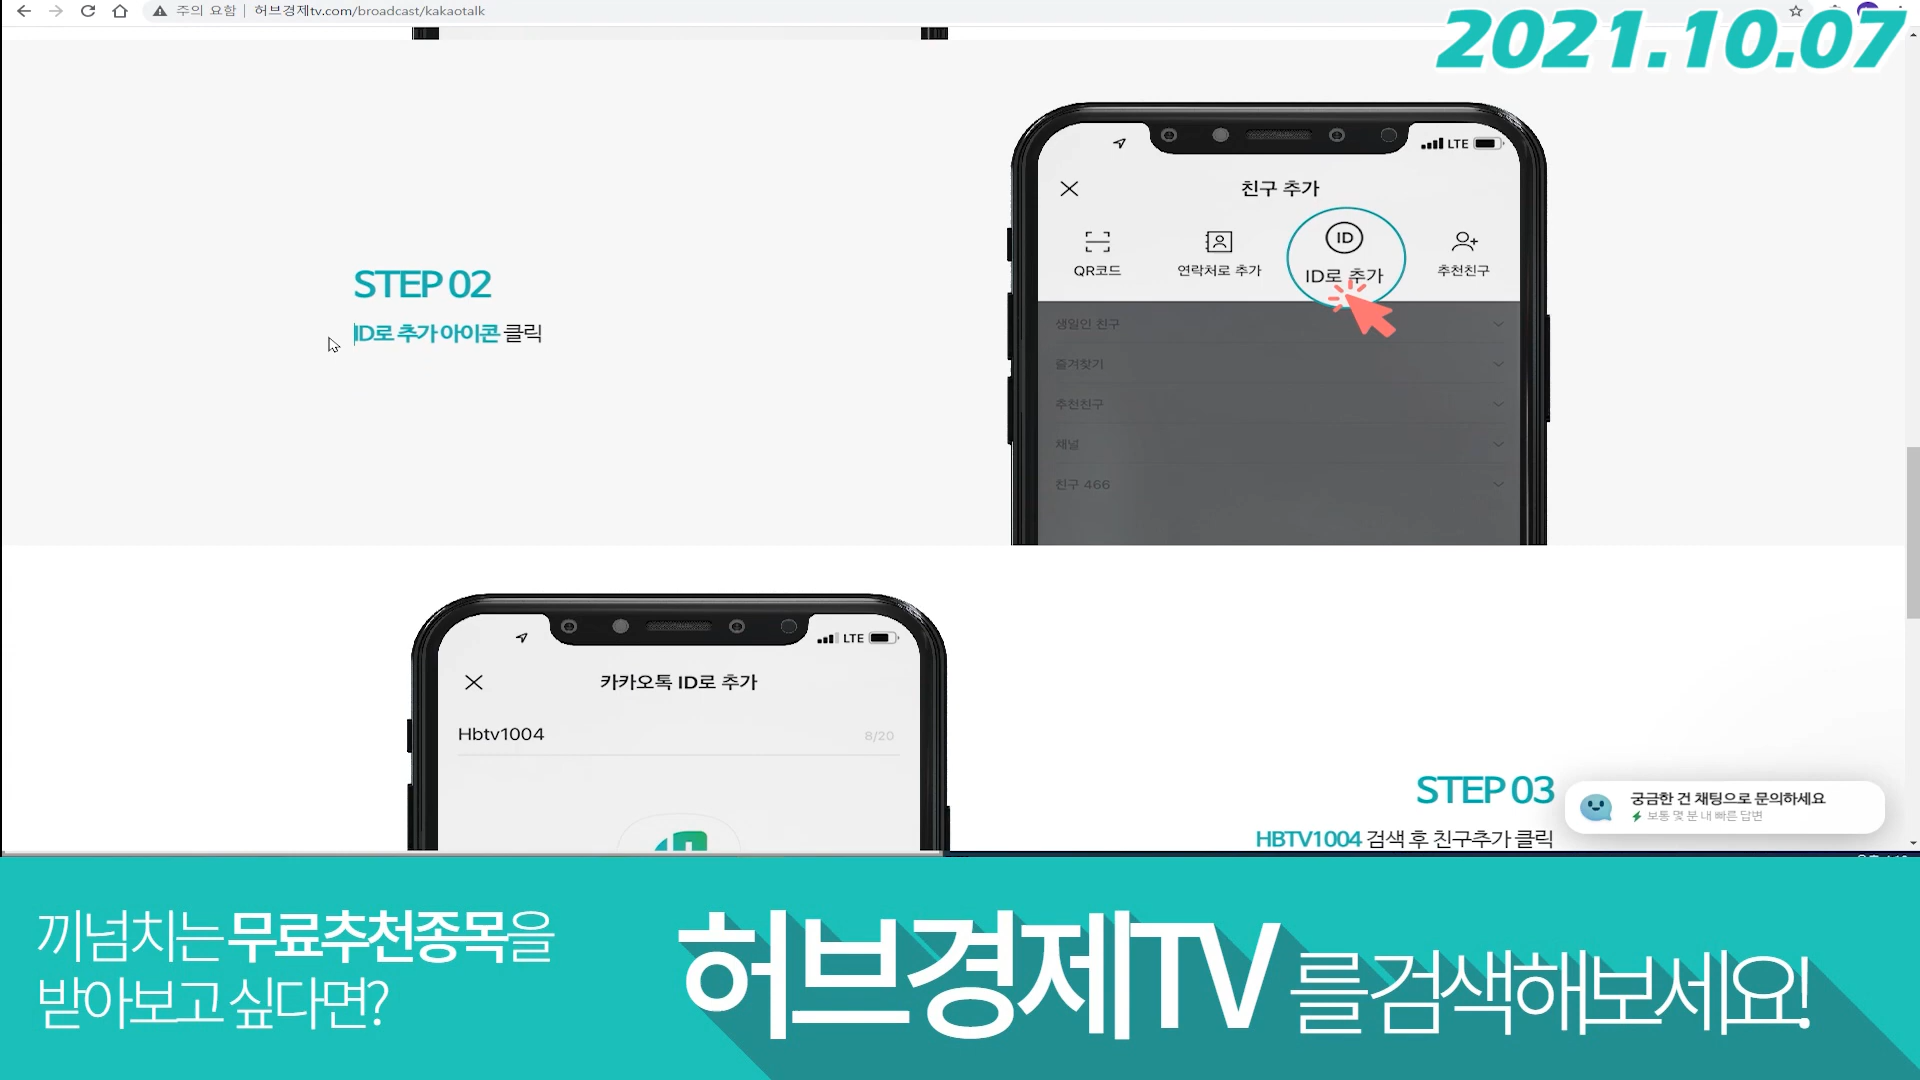 주의 요함 | 허브경제tv.com/broadcast/kakaotalk
2021.10.07
LTE
친구 추가
QR코드
연락처로 추가
ID
ID로 추가
추천친구
생일인 친구
즐겨찾기
추천친구
채널
친구 466
STEP 02
ID로 추가 아이콘 클릭
LTE
카카오톡 ID로 추가
Hbtv1004
8/20
STEP 03
HBTV1004 검색 후 친구추가 클릭
궁금한 건 채팅으로 문의하세요
보통 몇 분 내 빠른 답변
끼넘치는 무료추천종목을
받아보고 싶다면?
허브경제TV를 검색해보세요!